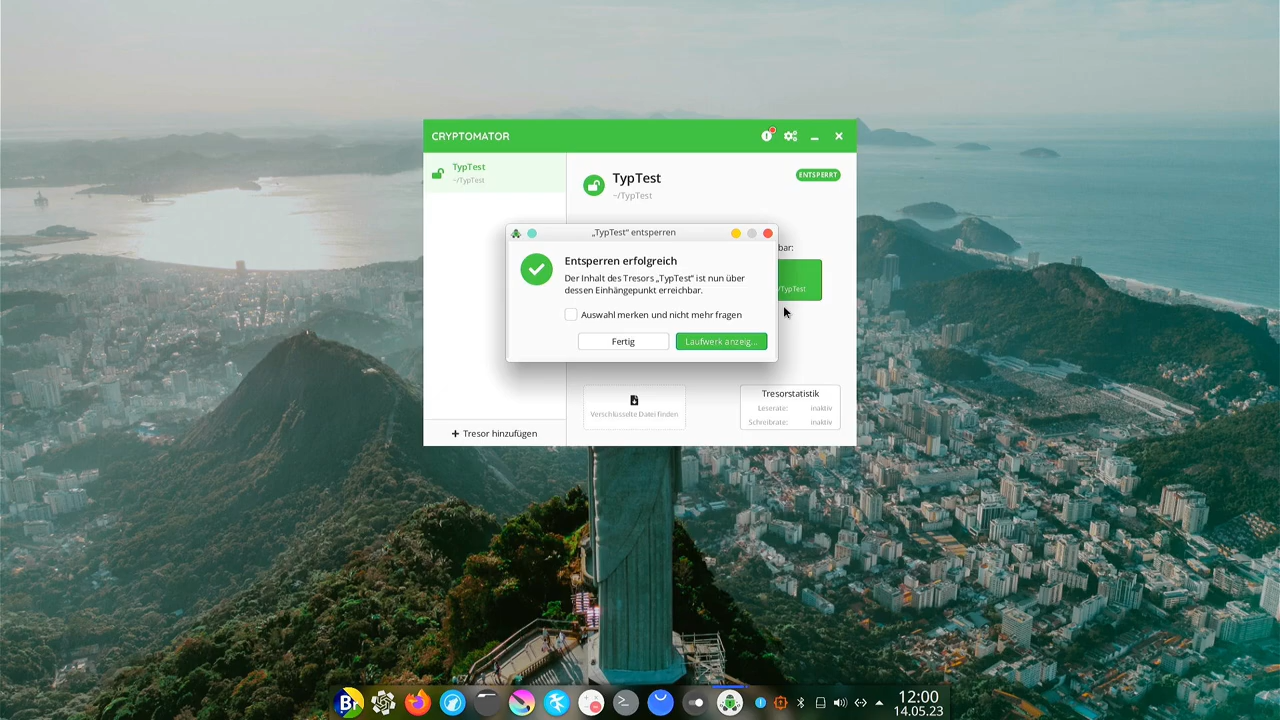 CRYPTOMATOR
TypTest
~/TypTest
TypTest
~/TypTest
ENTSPERRT
bar:
/TypTest
„TypTest“ entsperren
Entsperren erfolgreich
Der Inhalt des Tresors „TypTest“ ist nun über
dessen Einhängepunkt erreichbar.
Auswahl merken und nicht mehr fragen
Fertig
Laufwerk anzeig...
Verschlüsselte Datei finden
Tresorstatistik
Leserate: inaktiv
Schreibrate: inaktiv
Tresor hinzufügen
12:00
14.05.23